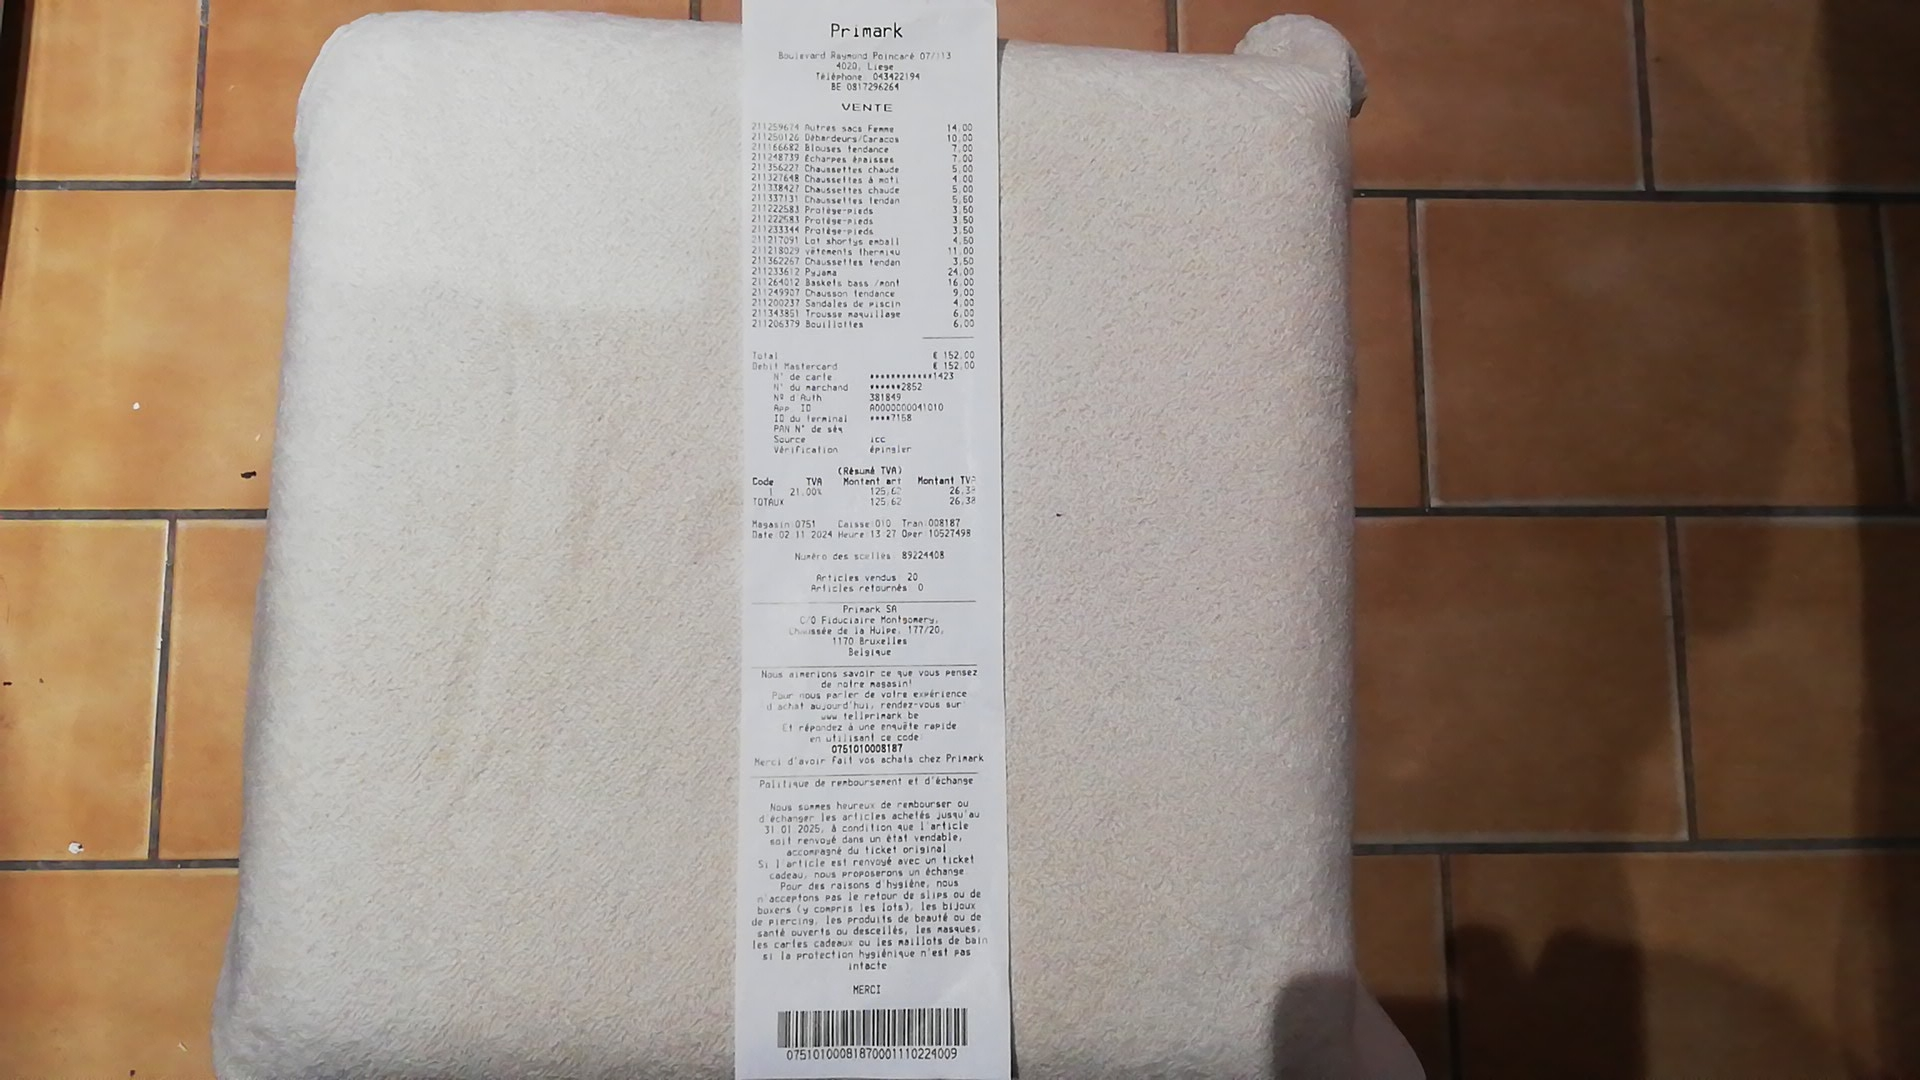 Primark
Boulevard Raymond Poincaré 07/113
4020, Liege
Téléphone: 043422194
BE 0817296264
VENTE
211259674 Autres sacs Femme 14,00
211250126 Débardeurs/Caracos 10,00
211166682 Blouses tendance 7,00
211248739 Écharpes épaisses 7,00
211356227 Chaussettes chaude 5,00
211327648 Chaussettes à moti 4,00
211338427 Chaussettes chaude 5,00
211337131 Chaussettes tendan 5,50
211222583 Protège-pieds 3,50
211222583 Protège-pieds 3,50
211233344 Protège-pieds 3,50
211217091 Lot shortys emball 4,50
211218029 vêtements thermiqu 11,00
211362267 Chaussettes tendan 3,50
211233612 Pyjama 24,00
211264012 Baskets bass /mont 16,00
211249907 Chausson tendance 9,00
211200237 Sandales de piscin 4,00
211343851 Trousse maquillage 6,00
211206379 Bouillottes 6,00
Total € 152,00
Debit Mastercard € 152,00
N° de carte ************1423
N° du marchand ******2852
Nº d'Auth 381849
App. ID A0000000041010
ID du terminal ****7158
PAN N° de séq
Source icc
Vérification épingler
(Résumé TVA)
Code TVA Montant art Montant TVA
1 21.00% 125,62 26,38
TOTAUX 125,62 26,38
Magasin:0751 Caisse:010 Tran:008187
Date:02.11.2024 Heure:13:27 Oper:10527498
Numéro des scellés: 89224408
Articles vendus 20
Articles retournés 0
Primark SA
C/O Fiduciaire Montgomery,
Chaussée de la Hulpe, 177/20,
1170 Bruxelles
Belgique
Nous aimerions savoir ce que vous pensez
de notre magasin!
Pour nous parler de votre expérience
d'achat aujourd'hui, rendez-vous sur:
www.tellprimark.be
Et répondez à une enquête rapide
en utilisant ce code:
0751010008187
Merci d'avoir fait vos achats chez Primark
Politique de remboursement et d'échange
Nous sommes heureux de rembourser ou
d'échanger les articles achetés jusqu'au
31.01.2025, à condition que l'article
soit renvoyé dans un état vendable,
accompagné du ticket original
Si l'article est renvoyé avec un ticket
cadeau, nous proposerons un échange
Pour des raisons d'hygiène, nous
n'acceptons pas le retour de slips ou de
boxers (y compris les lots), les bijoux
de piercing, les produits de beauté ou de
santé ouverts ou descellés, les masques,
les cartes cadeaux ou les maillots de bain
si la protection hygiénique n'est pas
intacte
MERCI
07510100081870001110224009